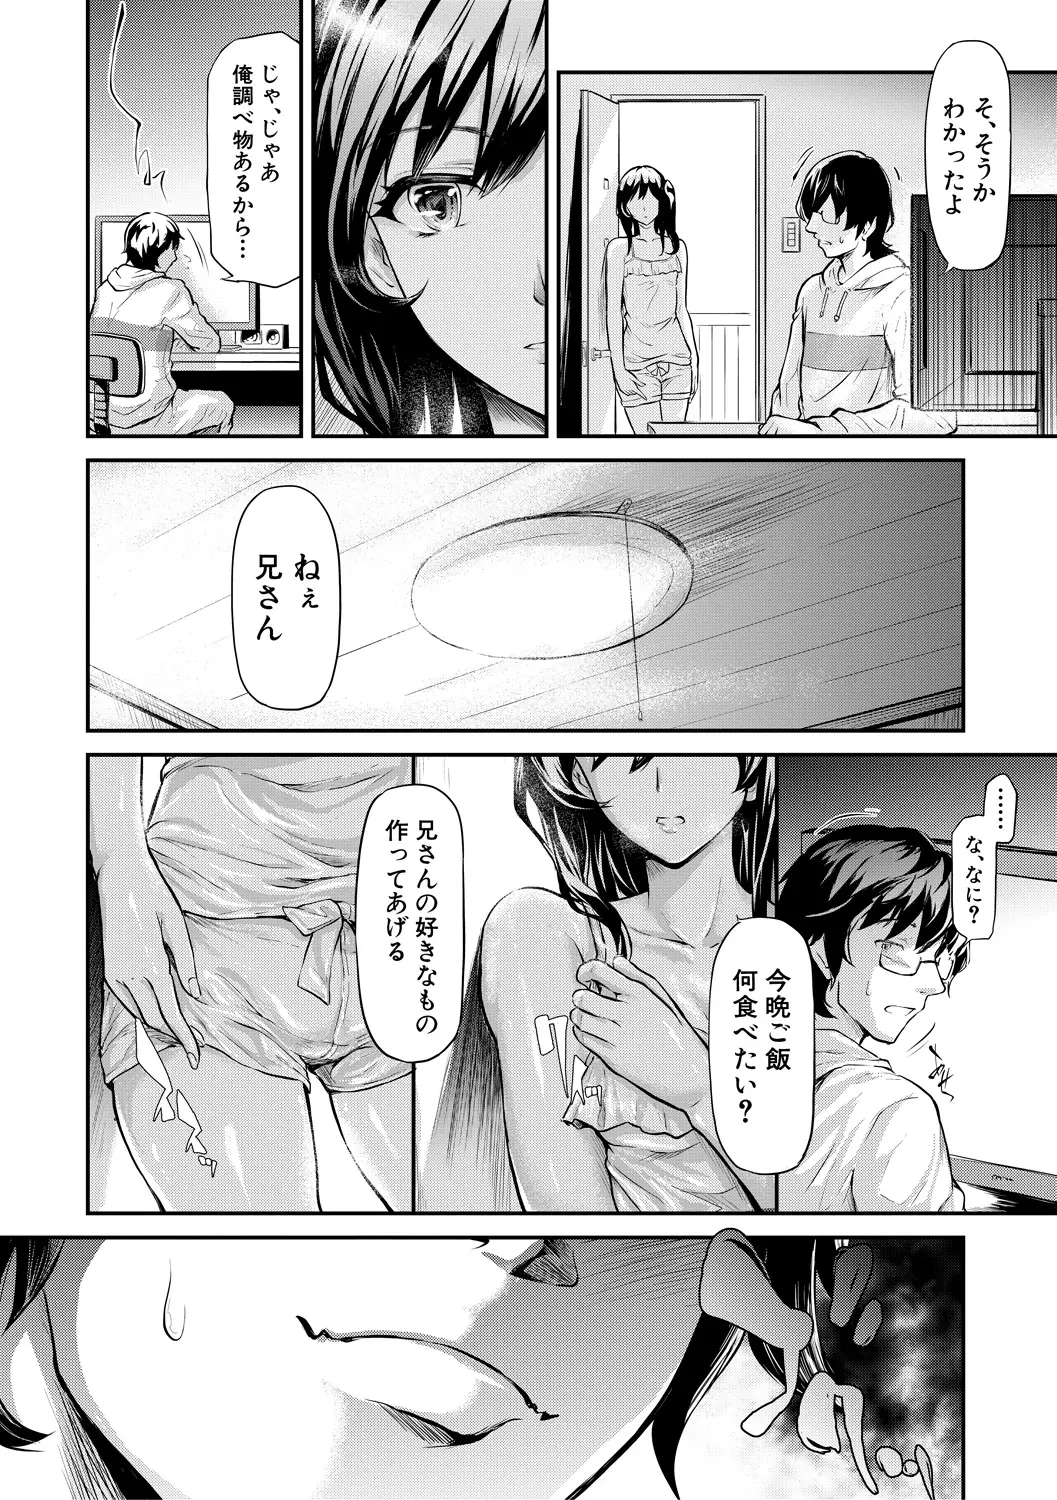 そ、そうか
わかったよ
じゃ、じゃあ
俺調べ物あるから…
ねぇ
兄さん
……
な、なに?
今晩ご飯
何食べたい?
兄さんの好きなもの
作ってあげる